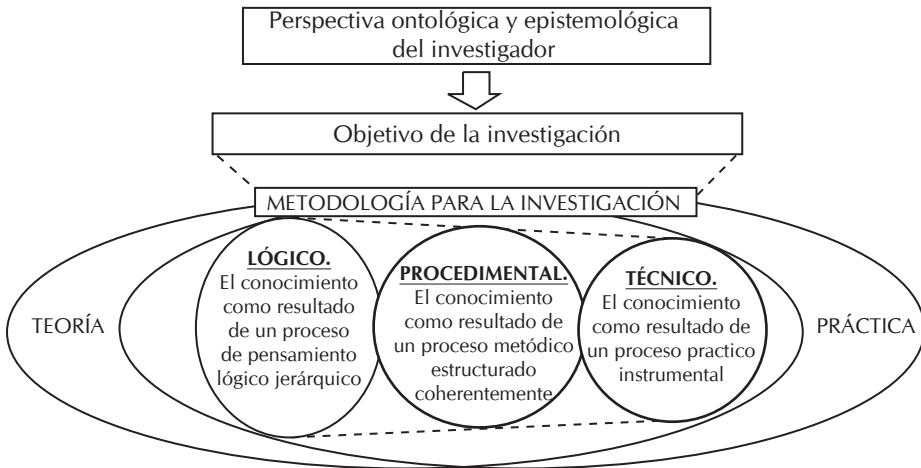 Perspectiva ontológica y epistemológica
del investigador
Objetivo de la investigación
METODOLOGÍA PARA LA INVESTIGACIÓN
TEORÍA
LÓGICO.
El conocimiento
como resultado
de un proceso
de pensamiento
lógico jerárquico
PROCEDIMENTAL.
El conocimiento
como resultado de
un proceso metódico
estructurado
coherentemente
TÉCNICO.
El conocimiento
como resultado de
un proceso practico
instrumental
PRÁCTICA